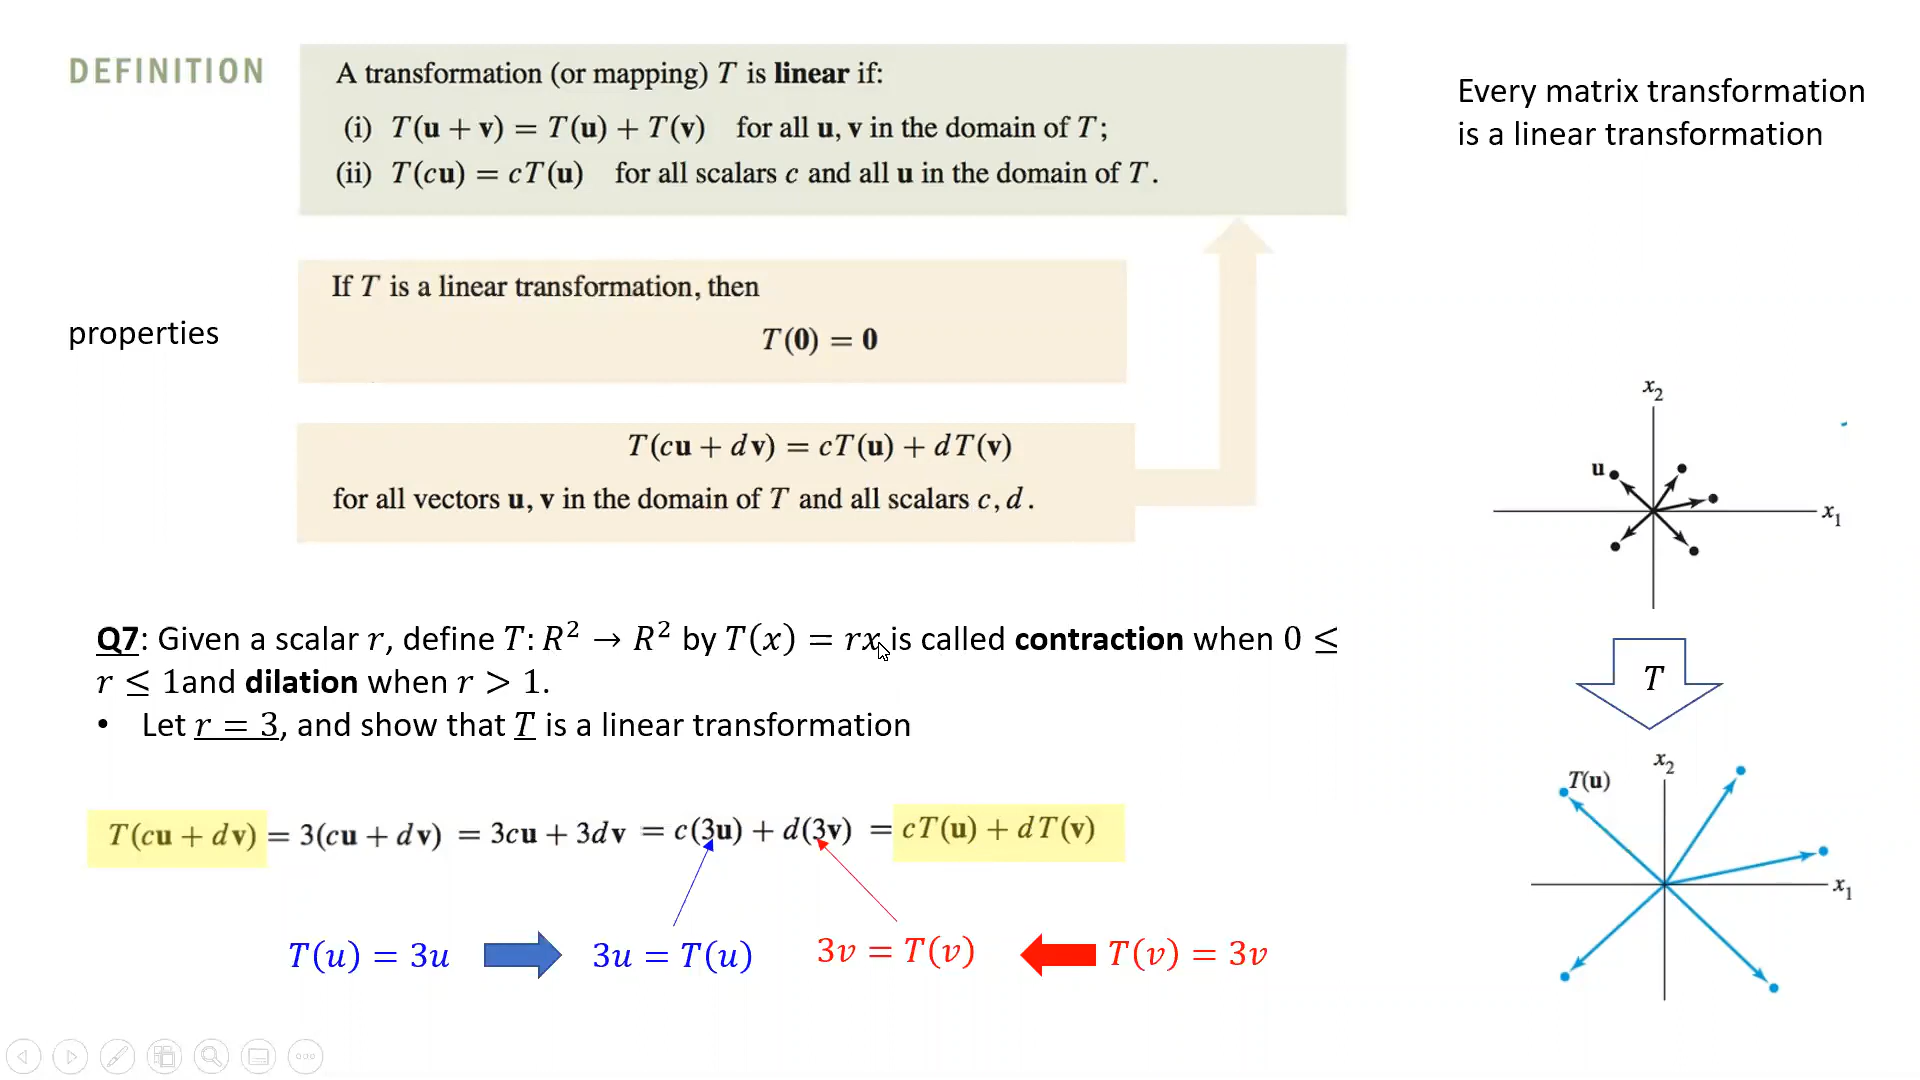 DEFINITION
A transformation (or mapping) T is linear if:
(i) T(u + v) = T(u) + T(v) for all u, v in the domain of T;
(ii) T(cu) = cT(u) for all scalars c and all u in the domain of T.
Every matrix transformation
is a linear transformation
properties
If T is a linear transformation, then
T(0) = 0
T(cu + dv) = cT(u) + dT(v)
for all vectors u, v in the domain of T and all scalars c, d.
x₂
u
x₁
T
Q7: Given a scalar r, define T: R² → R² by T(x) = rx is called contraction when 0 ≤
r ≤ 1and dilation when r > 1.
• Let r = 3, and show that T is a linear transformation
T(cu + dv) = 3(cu + dv) = 3cu + 3dv = c(3u) + d(3v) = cT(u) + dT(v)
T(u) = 3u 3u = T(u) 3v = T(v) T(v) = 3v
x₂
T(u)
x₁